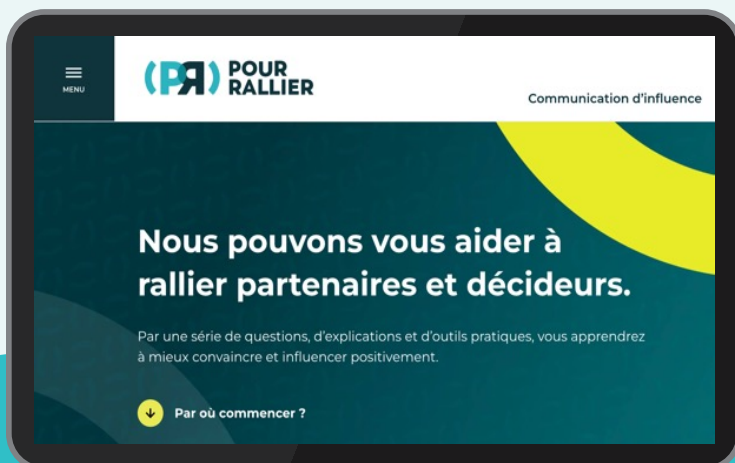 MENU
(PR) POUR
RALLIER
Communication d'influence
Nous pouvons vous aider à
rallier partenaires et décideurs.
Par une série de questions, d'explications et d'outils pratiques, vous apprendrez
à mieux convaincre et influencer positivement.
Par où commencer ?